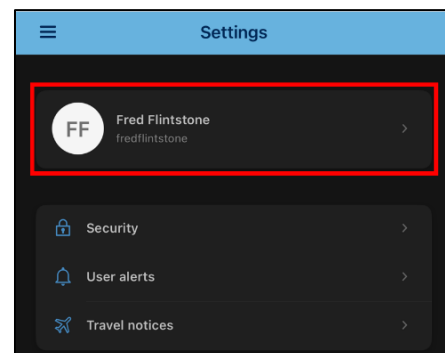 Settings
FF
Fred Flintstone
fredflintstone
Security
User alerts
Travel notices